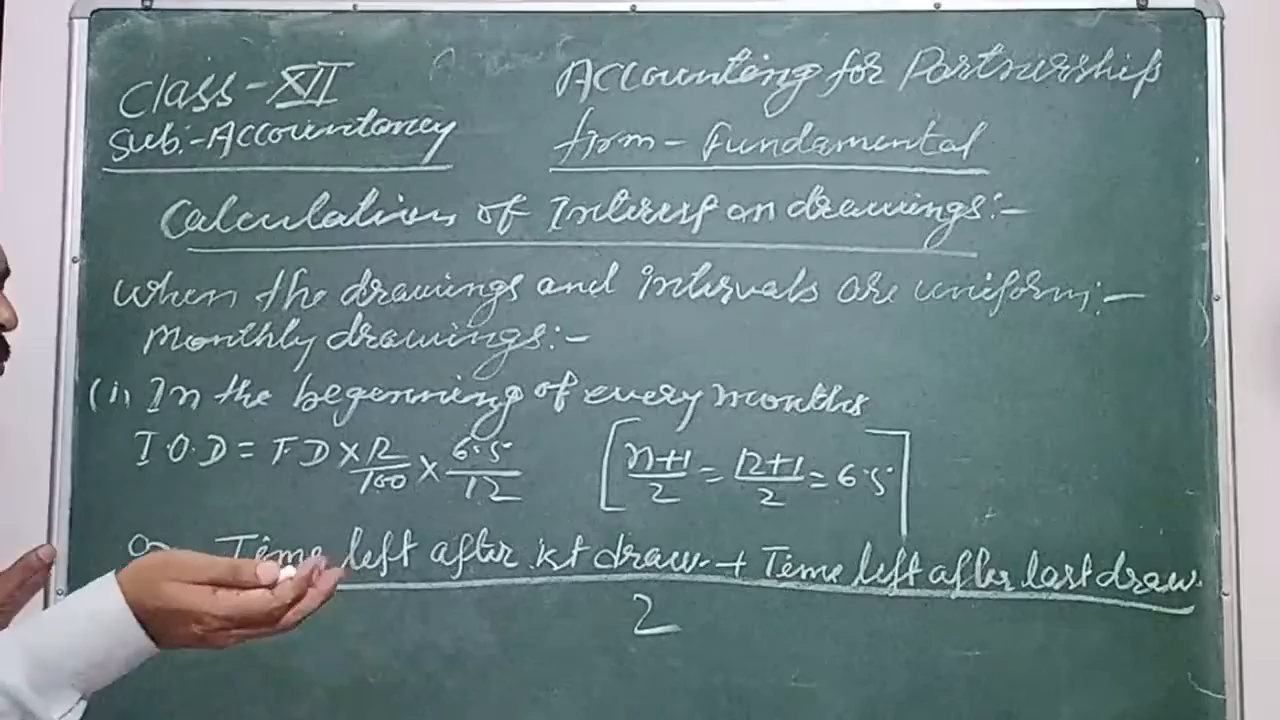 Class - XII
Sub:- Accountancy
Accounting for Partnership
firm - Fundamental
Calculation of Interest on drawings:-
When the drawings and intervals are uniform:-
Monthly drawings:-
(i) In the beginning of every months
I.O.D = T.D × R/100 × 6.5/12 [n+1/2 = 12+1/2 = 6.5]
Or Time left after 1st draw. + Time left after last draw.
2